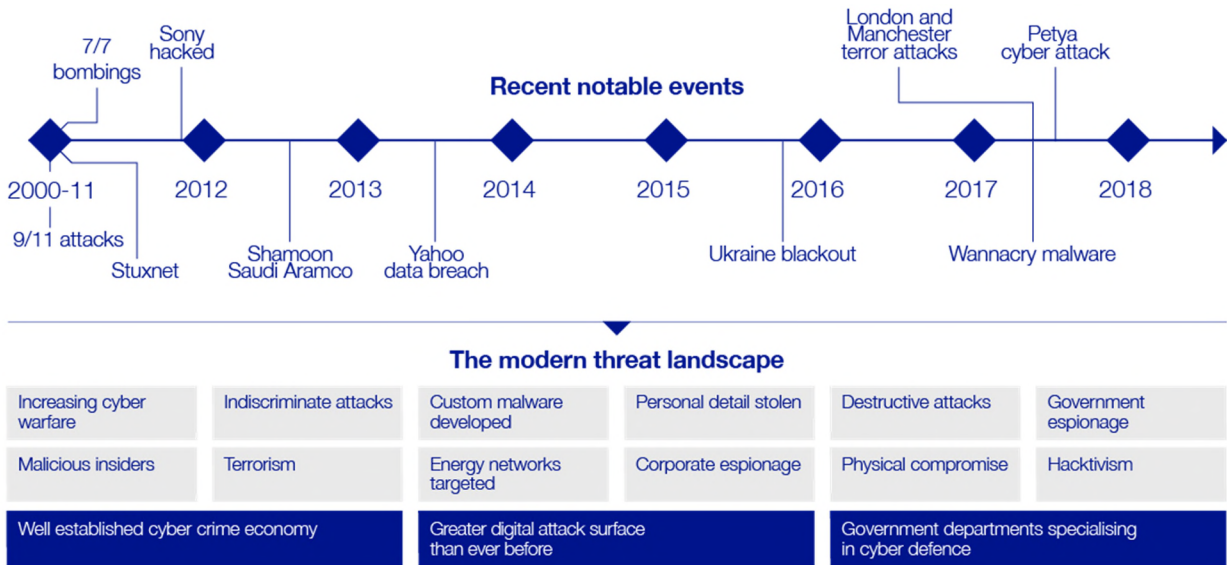 7/7
bombings
Sony
hacked
London and
Manchester
terror attacks
Petya
cyber attack
Recent notable events
2000-11
2012
2013
2014
2015
2016
2017
2018
9/11 attacks
Stuxnet
Shamoon
Saudi Aramco
Yahoo
data breach
Ukraine blackout
Wannacry malware
The modern threat landscape
Increasing cyber
warfare
Indiscriminate attacks
Custom malware
developed
Personal detail stolen
Destructive attacks
Government
espionage
Malicious insiders
Terrorism
Energy networks
targeted
Corporate espionage
Physical compromise
Hacktivism
Well established cyber crime economy
Greater digital attack surface
than ever before
Government departments specialising
in cyber defence